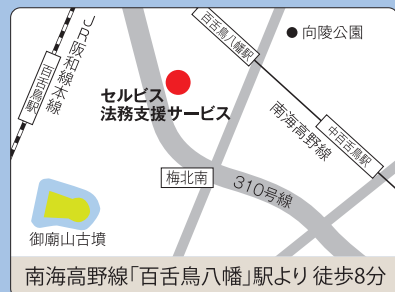 JR阪和線本線
百舌鳥駅
百舌鳥八幡駅
● 向陵公園
セルビス
法務支援サービス
南海高野線
中百舌鳥駅
梅北南
310号線
御廟山古墳
南海高野線「百舌鳥八幡」駅より 徒歩8分